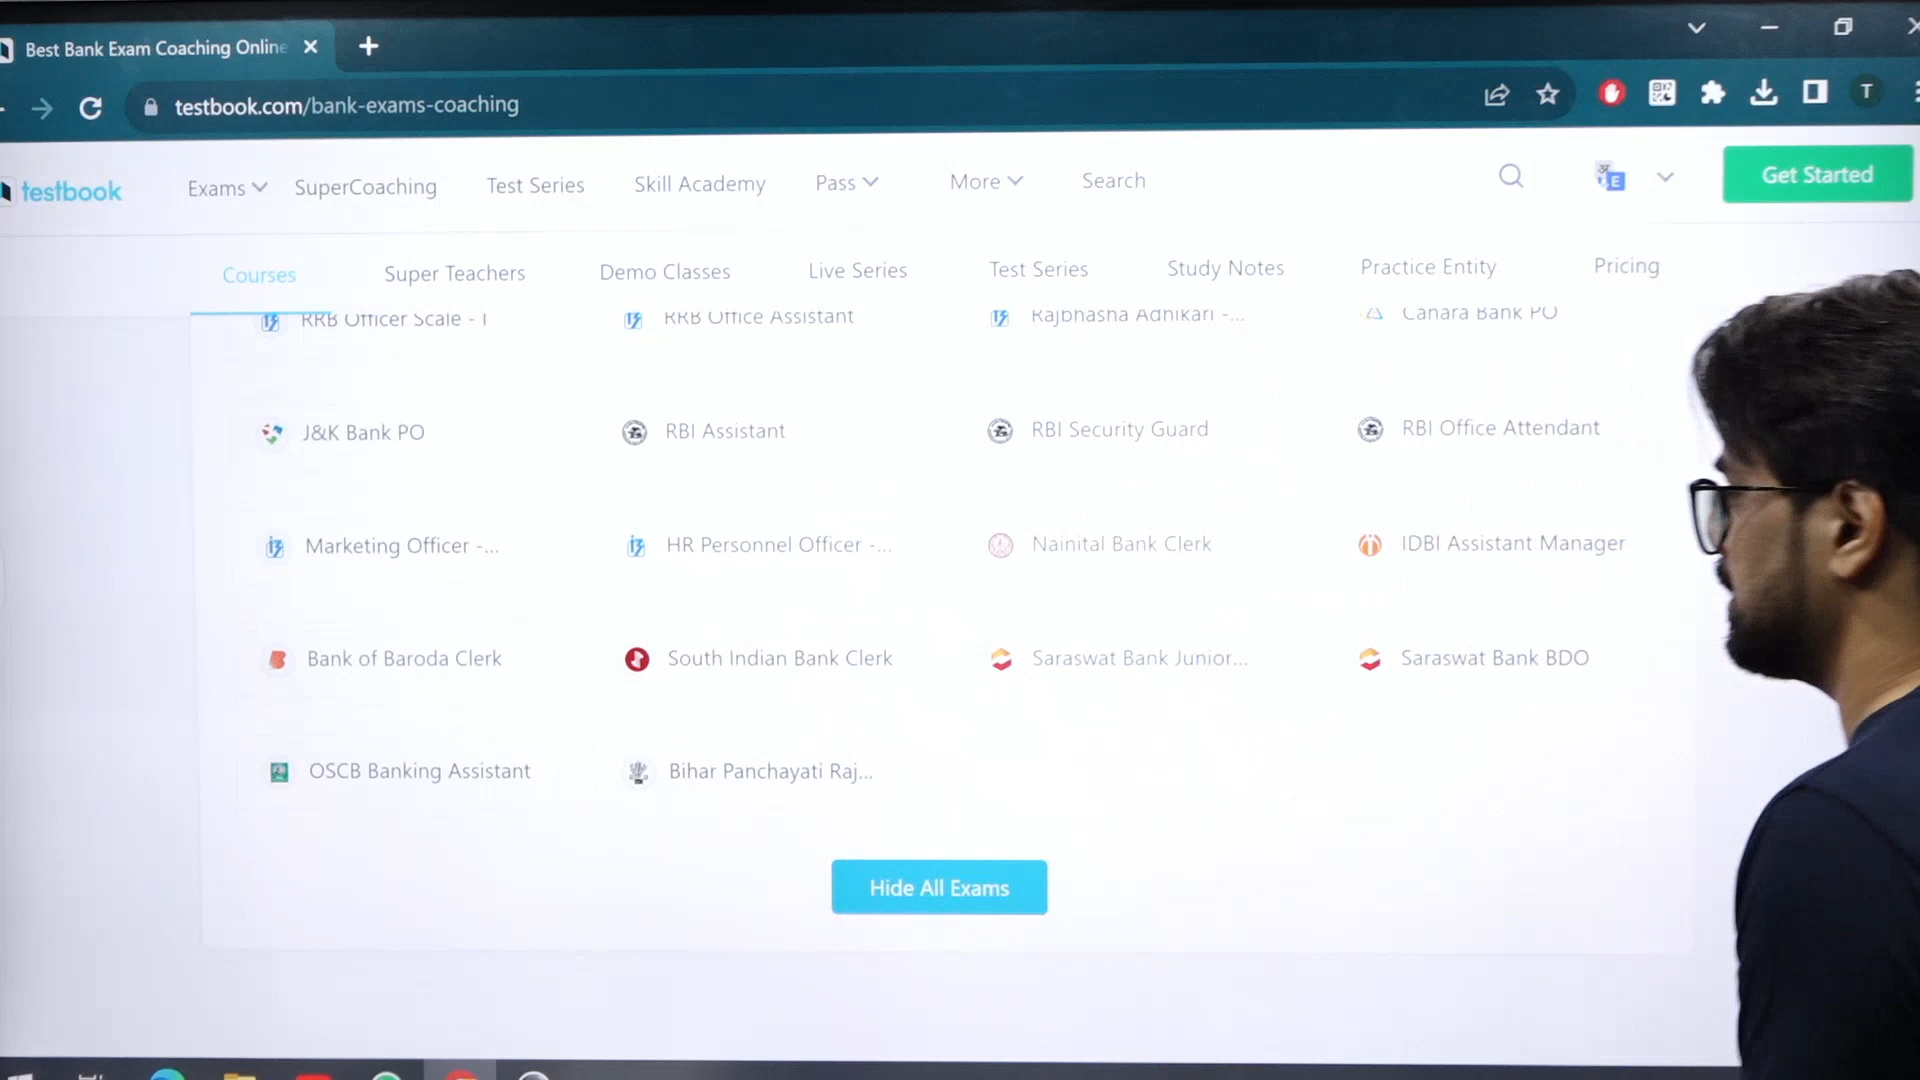 Best Bank Exam Coaching Online
testbook.com/bank-exams-coaching
T
testbook
Exams
SuperCoaching
Test Series
Skill Academy
Pass
More
Search
E
Get Started
Courses
Super Teachers
Demo Classes
Live Series
Test Series
Study Notes
Practice Entity
Pricing
RRB Officer Scale - I
RRB Office Assistant
Rajbhasha Adhikari -...
Canara Bank PO
J&K Bank PO
RBI Assistant
RBI Security Guard
RBI Office Attendant
Marketing Officer -...
HR Personnel Officer -...
Nainital Bank Clerk
IDBI Assistant Manager
Bank of Baroda Clerk
South Indian Bank Clerk
Saraswat Bank Junior...
Saraswat Bank BDO
OSCB Banking Assistant
Bihar Panchayati Raj...
Hide All Exams